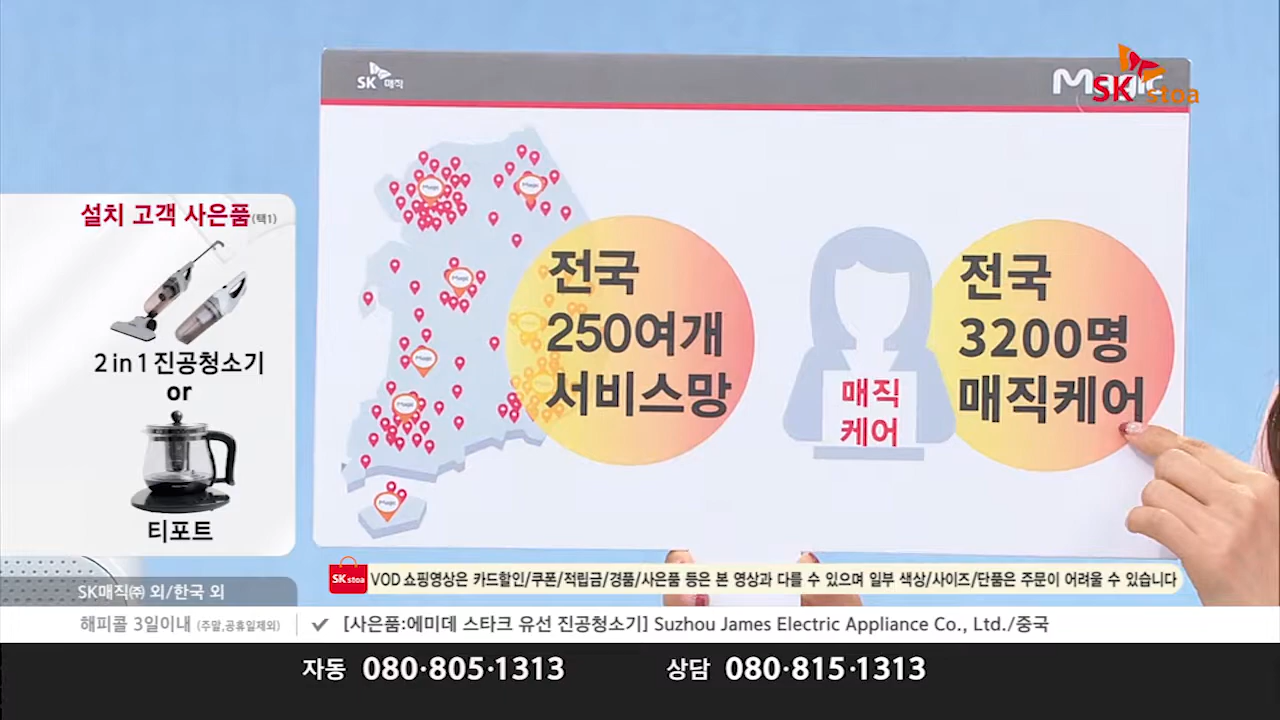 SK 매직
Magic
SK stoa
설치 고객 사은품(택1)
2 in 1 진공청소기
or
티포트
Magic
Magic
Magic
Magic
Magic
Magic
전국
250여개
서비스망
매직
케어
전국
3200명
매직케어
SK stoa
VOD 쇼핑영상은 카드할인/쿠폰/적립금/경품/사은품 등은 본 영상과 다를 수 있으며 일부 색상/사이즈/단품은 주문이 어려울 수 있습니다
SK매직㈜ 외/한국 외
해피콜 3일이내 (주말,공휴일제외)
[사은품:에미데 스타크 유선 진공청소기] Suzhou James Electric Appliance Co., Ltd./중국
자동 080·805·1313
상담 080·815·1313